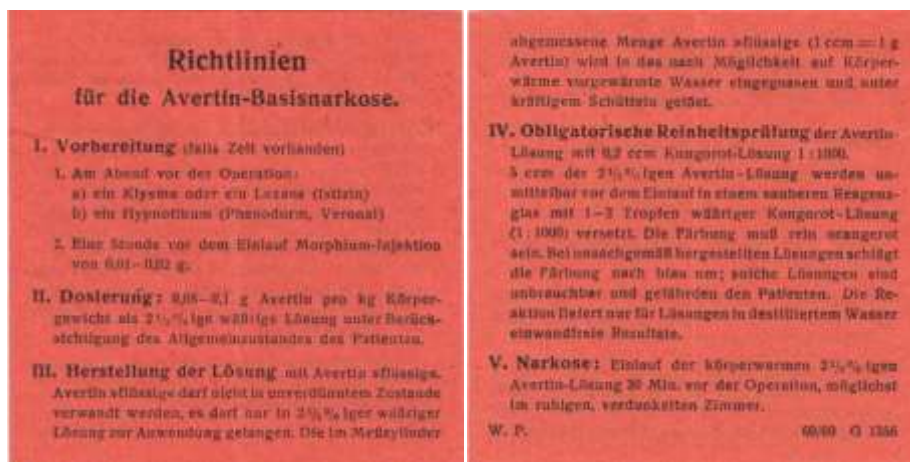 Richtlinien
für die Avertin-Basisnarkose.
I. Vorbereitung (falls Zeit vorhanden)
1. Am Abend vor der Operation:
a) ein Klysma oder ein Laxans (Istizin)
b) ein Hypnotikum (Phanodorm, Veronal)
2. Eine Stunde vor dem Einlauf Morphium-Injektion
von 0,01–0,02 g.
II. Dosierung: 0,08–0,1 g Avertin pro kg Körper-
gewicht als 2½%ige wäßrige Lösung unter Berück-
sichtigung des Allgemeinzustandes des Patienten.
III. Herstellung der Lösung mit Avertin »flüssig«.
Avertin »flüssig« darf nicht in unverdünntem Zustande
verwandt werden, es darf nur in 2½%iger wäßriger
Lösung zur Anwendung gelangen. Die im Meßzylinder
abgemessene Menge Avertin »flüssig« (1 ccm = 1 g
Avertin) wird in das nach Möglichkeit auf Körper-
wärme vorgewärmte Wasser eingegossen und unter
kräftigem Schütteln gelöst.
IV. Obligatorische Reinheitsprüfung der Avertin-
Lösung mit 0,2 ccm Kongorot-Lösung 1:1000.
5 ccm der 2½%igen Avertin-Lösung werden un-
mittelbar vor dem Einlauf in einem sauberen Reagens-
glas mit 1–2 Tropfen wäßriger Kongorot-Lösung
(1:1000) versetzt. Die Färbung muß rein orangerot
sein. Bei unsachgemäß hergestellten Lösungen schlägt
die Färbung nach blau um; solche Lösungen sind
unbrauchbar und gefährden den Patienten. Die Re-
aktion liefert nur für Lösungen in destilliertem Wasser
einwandfreie Resultate.
V. Narkose: Einlauf der körperwarmen 2½%igen
Avertin-Lösung 30 Min. vor der Operation, möglichst
im ruhigen, verdunkelten Zimmer.
W. P. G 1356